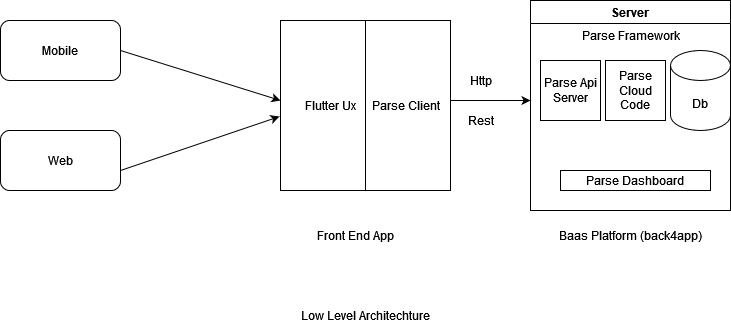 Server
Parse Framework
Mobile
Http
Parse Api
Server
Parse
Cloud
Code
Db
Flutter Ux
Parse Client
Rest
Web
Parse Dashboard
Front End App
Baas Platform (back4app)
Low Level Architechture